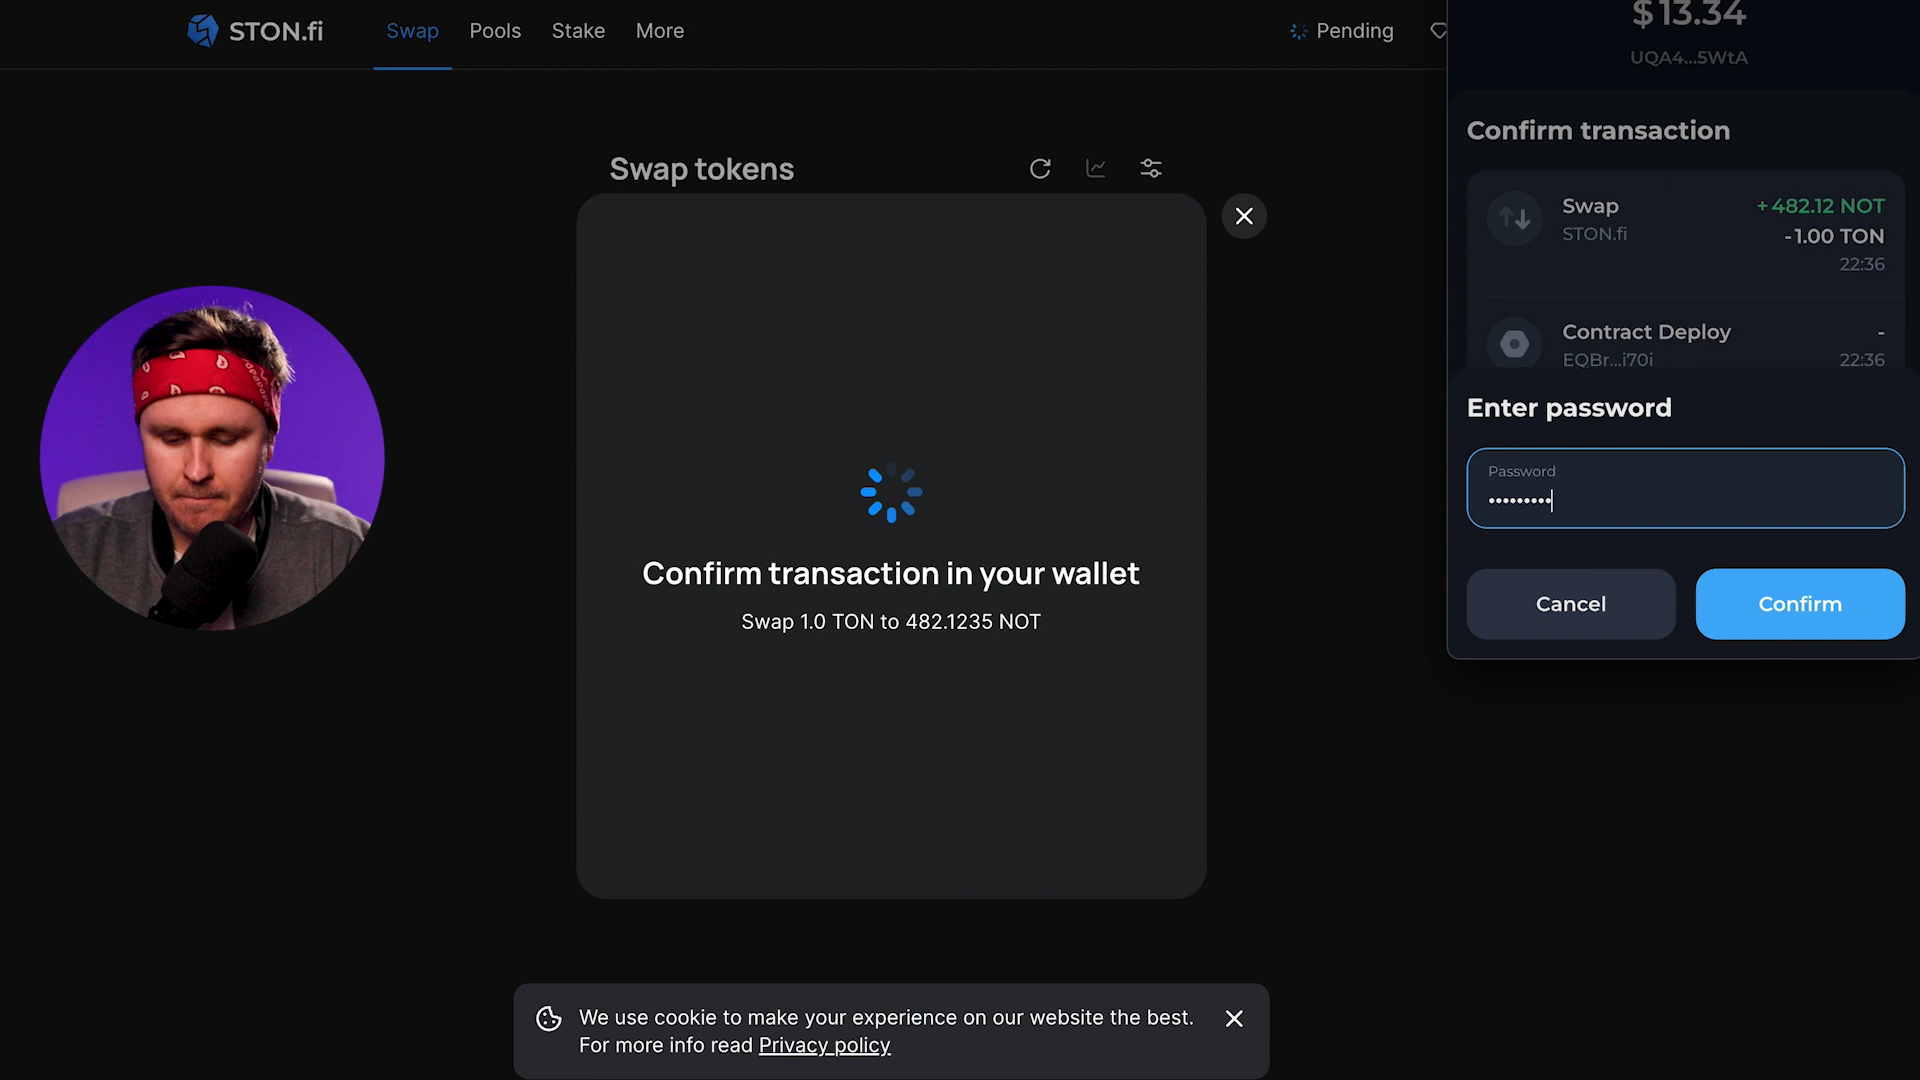 STON.fi
Swap
Pools
Stake
More
Pending
$13.34
UQA4...5WtA
Swap tokens
Confirm transaction in your wallet
Swap 1.0 TON to 482.1235 NOT
Confirm transaction
Swap
+482.12 NOT
STON.fi
-1.00 TON
22:36
Contract Deploy
-
EQBr...i70i
22:36
Enter password
Password
•••••••••
Cancel
Confirm
We use cookie to make your experience on our website the best.
For more info read Privacy policy